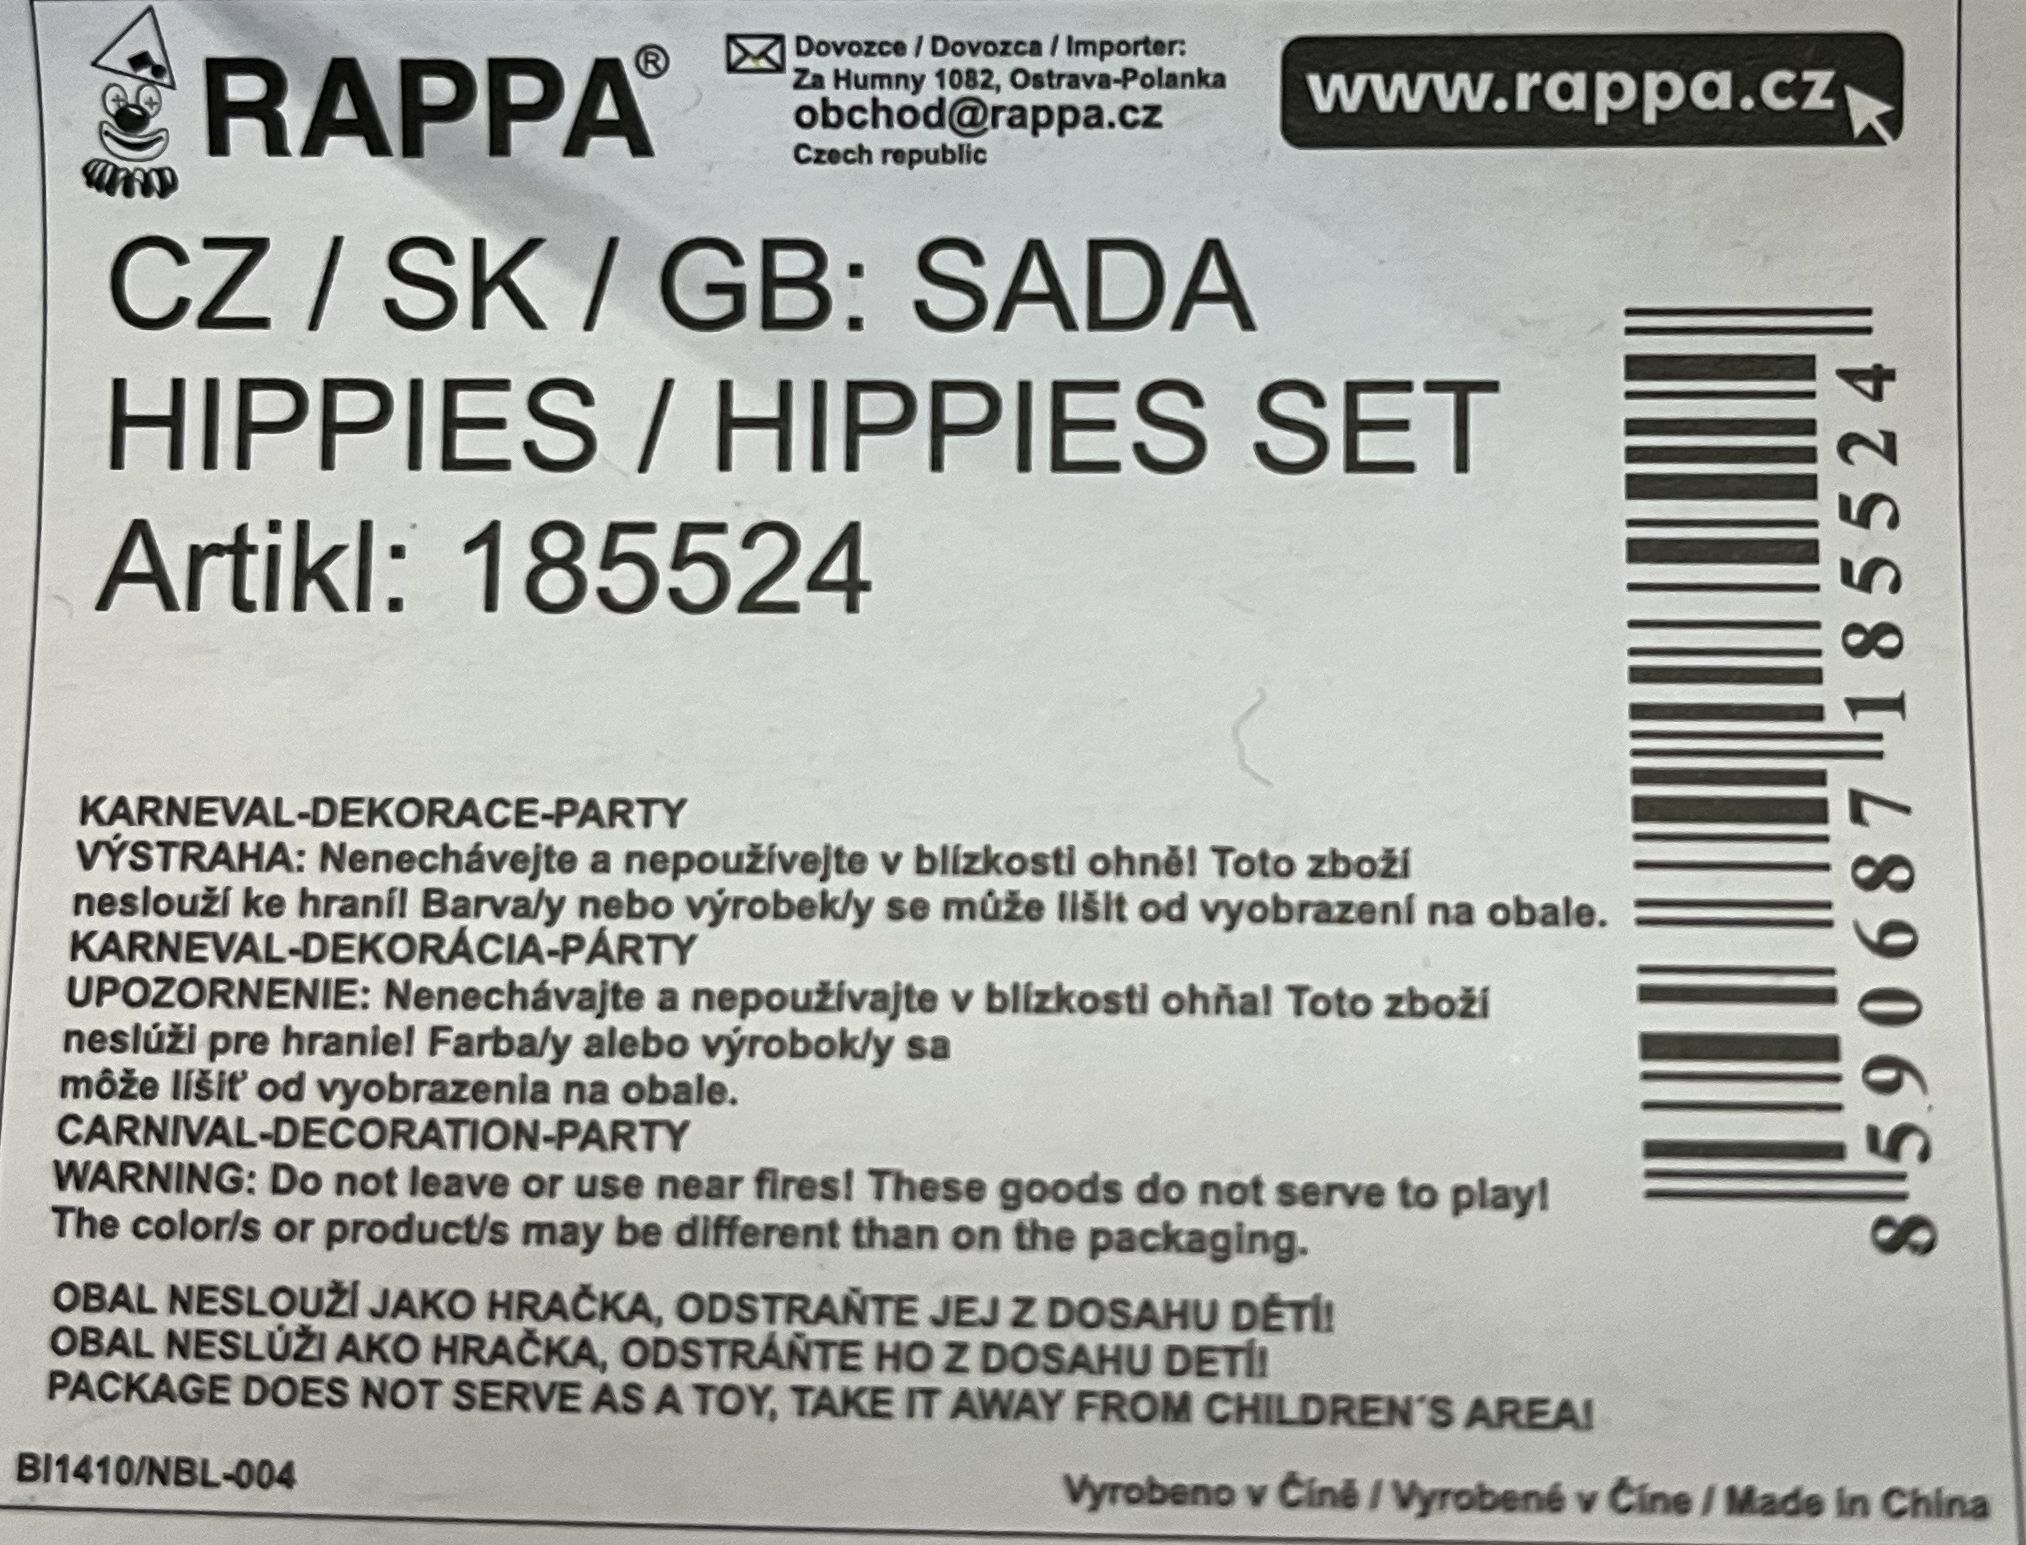 RAPPA®
Dovozce / Dovozca / Importer:
Za Humny 1082, Ostrava-Polanka
obchod@rappa.cz
Czech republic
www.rappa.cz
CZ / SK / GB: SADA
HIPPIES / HIPPIES SET
Artikl: 185524
8590687185524
KARNEVAL-DEKORACE-PARTY
VÝSTRAHA: Nenechávejte a nepoužívejte v blízkosti ohně! Toto zboží
neslouží ke hraní! Barva/y nebo výrobek/y se může lišit od vyobrazení na obale.
KARNEVAL-DEKORÁCIA-PÁRTY
UPOZORNENIE: Nenechávajte a nepoužívajte v blízkosti ohňa! Toto zboží
neslúži pre hranie! Farba/y alebo výrobok/y sa
môže líšiť od vyobrazenia na obale.
CARNIVAL-DECORATION-PARTY
WARNING: Do not leave or use near fires! These goods do not serve to play!
The color/s or product/s may be different than on the packaging.
OBAL NESLOUŽÍ JAKO HRAČKA, ODSTRAŇTE JEJ Z DOSAHU DĚTÍ!
OBAL NESLÚŽI AKO HRAČKA, ODSTRÁŇTE HO Z DOSAHU DETÍ!
PACKAGE DOES NOT SERVE AS A TOY, TAKE IT AWAY FROM CHILDREN´S AREA!
BI1410/NBL-004
Vyrobeno v Číně / Vyrobené v Číne / Made in China